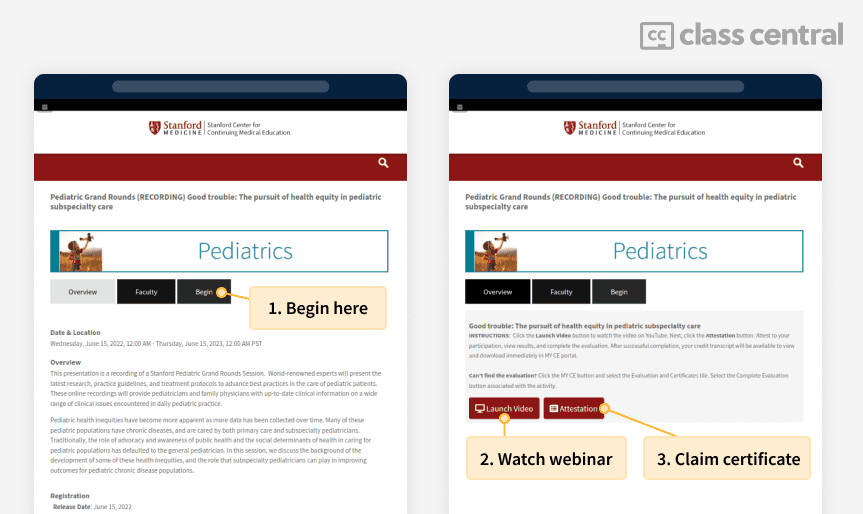 cc class central
Stanford MEDICINE | Stanford Center for Continuing Medical Education
Pediatric Grand Rounds (RECORDING) Good trouble: The pursuit of health equity in pediatric
subspecialty care
Pediatrics
Overview Faculty Begin
1. Begin here
Date & Location
Wednesday, June 15, 2022, 12:00 AM - Thursday, June 15, 2023, 12:00 AM PST
Overview
This presentation is a recording of a Stanford Pediatric Grand Rounds Session. World-renowned experts will present the
latest research, practice guidelines, and treatment protocols to advance best practices in the care of pediatric patients.
These online recordings will provide pediatricians and family physicians with up-to-date clinical information on a wide
range of clinical issues encountered in daily pediatric practice.
Pediatric health inequities have become more apparent as more data has been collected over time. Many of these
pediatric populations have chronic diseases, and are cared by both primary care and subspecialty pediatricians.
Traditionally, the role of advocacy and awareness of public health and the social determinants of health in caring for
pediatric populations has defaulted to the general pediatrician. In this session, we discuss the background of the
development of some of these health inequities, and the role that subspecialty pediatricians can play in improving
outcomes for pediatric chronic disease populations.
Registration
Release Date: June 15, 2022
Stanford MEDICINE | Stanford Center for Continuing Medical Education
Pediatric Grand Rounds (RECORDING) Good trouble: The pursuit of health equity in pediatric
subspecialty care
Pediatrics
Overview Faculty Begin
Good trouble: The pursuit of health equity in pediatric subspecialty care
INSTRUCTIONS: Click the Launch Video button to watch the video on YouTube. Next, click the Attestation button. Attest to your
participation, view results, and complete the evaluation. After successful completion, your credit transcript will be available to view
and download immediately in MY CE portal.
Can't find the evaluation? Click the MY CE button and select the Evaluation and Certificates tile. Select the Complete Evaluation
button associated with the activity.
Launch Video Attestation
2. Watch webinar
3. Claim certificate